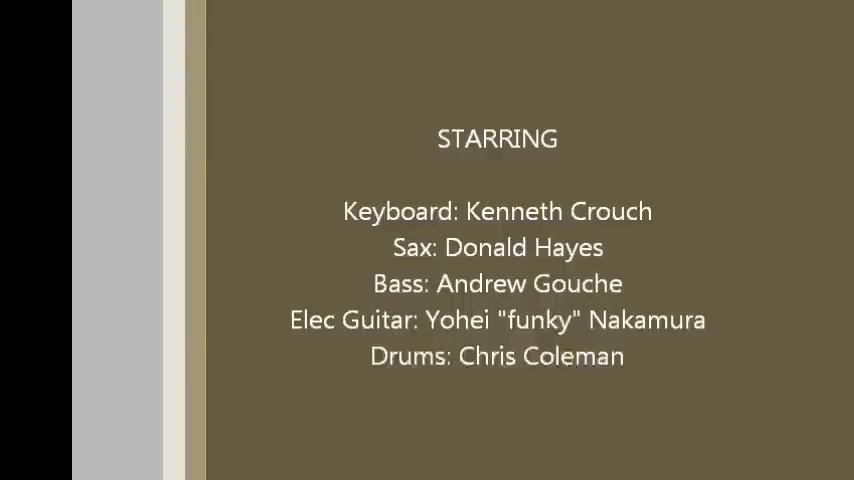 STARRING
Keyboard: Kenneth Crouch
Sax: Donald Hayes
Bass: Andrew Gouche
Elec Guitar: Yohei "funky" Nakamura
Drums: Chris Coleman